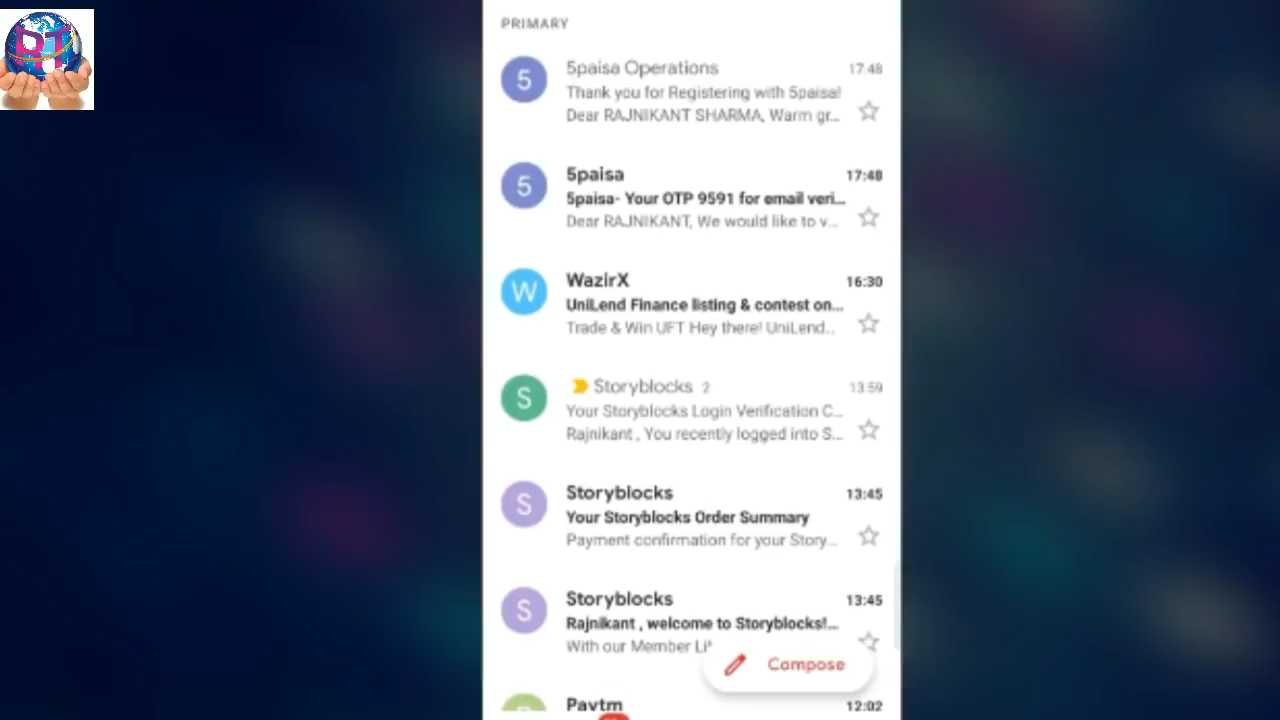 RT
PRIMARY
5
5paisa Operations 17:48
Thank you for Registering with 5paisa!
Dear RAJNIKANT SHARMA, Warm gr...
5
5paisa 17:48
5paisa- Your OTP 9591 for email veri...
Dear RAJNIKANT, We would like to v...
W
WazirX 16:30
UniLend Finance listing & contest on...
Trade & Win UFT Hey there! UniLend...
S
Storyblocks 2 13:59
Your Storyblocks Login Verification C...
Rajnikant , You recently logged into S...
S
Storyblocks 13:45
Your Storyblocks Order Summary
Payment confirmation for your Story...
S
Storyblocks 13:45
Rajnikant , welcome to Storyblocks!...
With our Member Li
Compose
Paytm 12:02